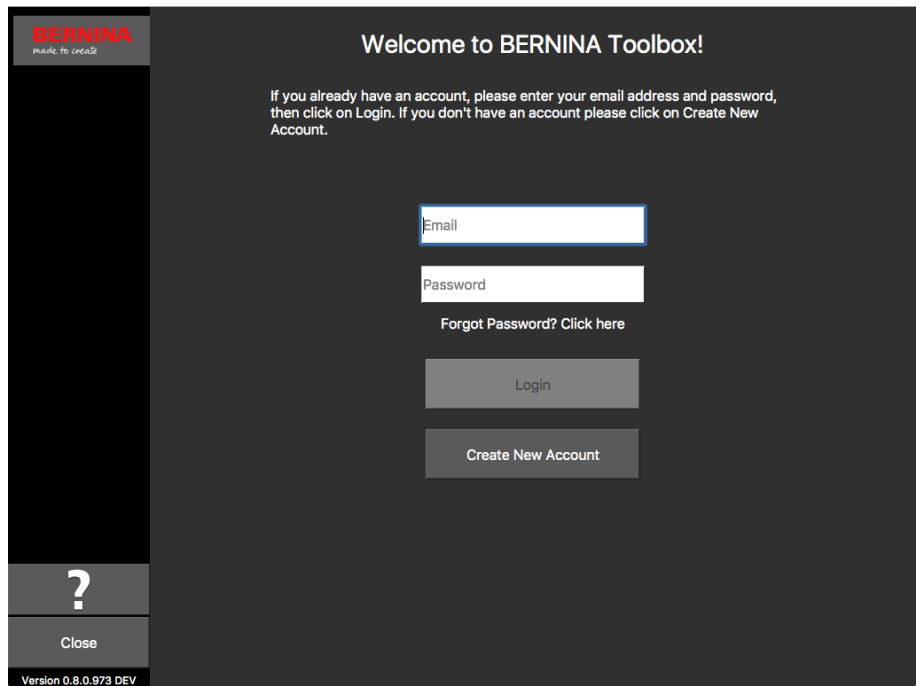 BERNINA
made to create
Welcome to BERNINA Toolbox!
If you already have an account, please enter your email address and password,
then click on Login. If you don't have an account please click on Create New
Account.
Email
Password
Forgot Password? Click here
Login
Create New Account
?
Close
Version 0.8.0.973 DEV